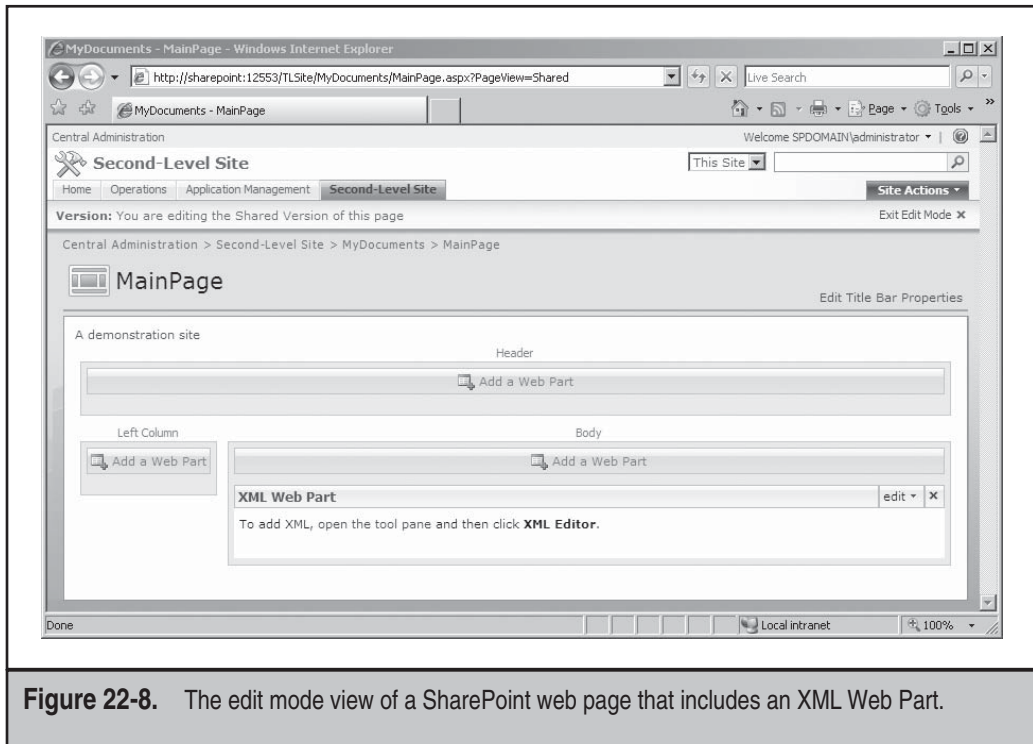 MyDocuments - MainPage - Windows Internet Explorer
http://sharepoint:12553/TLSite/MyDocuments/MainPage.aspx?PageView=Shared
Live Search
MyDocuments - MainPage
Page
Tools
Central Administration
Welcome SPDOMAIN\administrator
Second-Level Site
This Site
Home Operations Application Management Second-Level Site
Site Actions
Version: You are editing the Shared Version of this page
Exit Edit Mode
Central Administration > Second-Level Site > MyDocuments > MainPage
MainPage
Edit Title Bar Properties
A demonstration site
Header
Add a Web Part
Left Column
Body
Add a Web Part
Add a Web Part
XML Web Part
edit
To add XML, open the tool pane and then click XML Editor.
Done
Local intranet
100%
Figure 22-8. The edit mode view of a SharePoint web page that includes an XML Web Part.